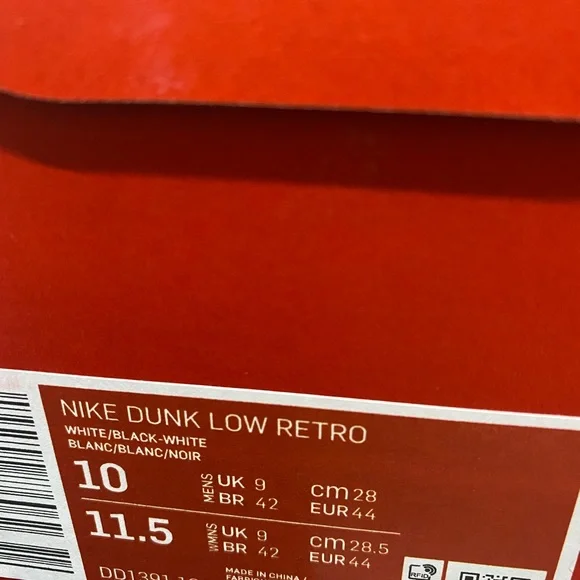 NIKE DUNK LOW RETRO
WHITE/BLACK-WHITE
BLANC/BLANC/NOIR
10 MENS UK 9 cm 28
BR 42 EUR 44
11.5 WMNS UK 9 cm 28.5
BR 42 EUR 44
MADE IN CHINA/
RFID